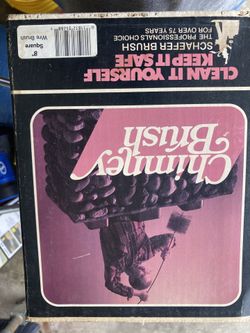 Chimney
Brush
CLEAN IT YOURSELF
KEEP IT SAFE
SCHAEFER BRUSH
THE PROFESSIONALS CHOICE
FOR OVER 75 YEARS
8"
Square
Wire Brush